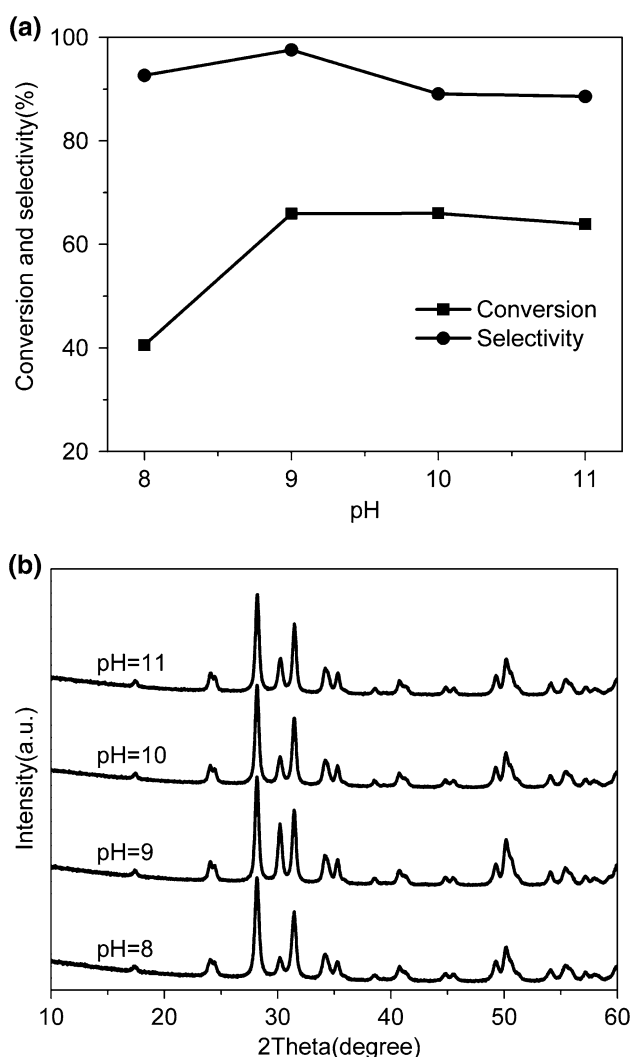 (a)
100
80
60
40
20
Conversion and selectivity(%)
Conversion
Selectivity
8 9 10 11
pH
(b)
Intensity(a.u.)
pH=11
pH=10
pH=9
pH=8
10 20 30 40 50 60
2Theta(degree)